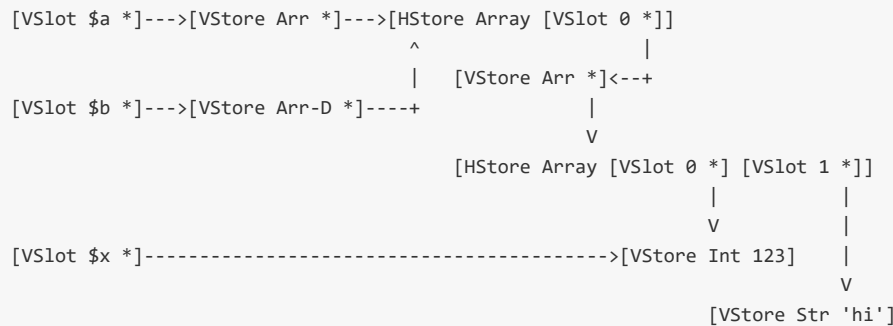 [VSlot $a *]--->[VStore Arr *]--->[HStore Array [VSlot 0 *]]
^ |
| [VStore Arr *]<--+
[VSlot $b *]--->[VStore Arr-D *]----+ |
V
[HStore Array [VSlot 0 *] [VSlot 1 *]]
| |
V |
[VSlot $x *]------------------------------------------->[VStore Int 123] |
V
[VStore Str 'hi']